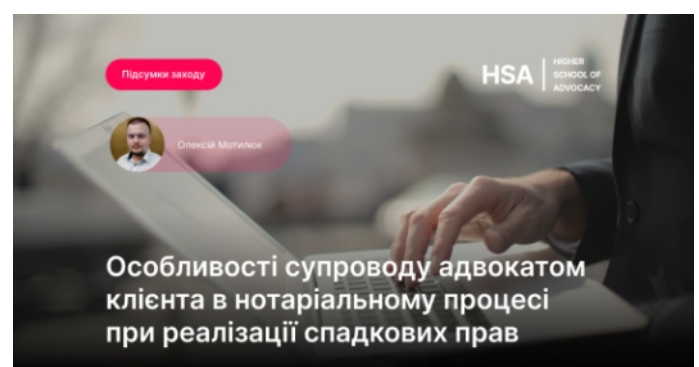 Підсумки заходу
HSA
HIGHER
SCHOOL OF
ADVOCACY
Олексій Мотилюк
Особливості супроводу адвокатом
клієнта в нотаріальному процесі
при реалізації спадкових прав